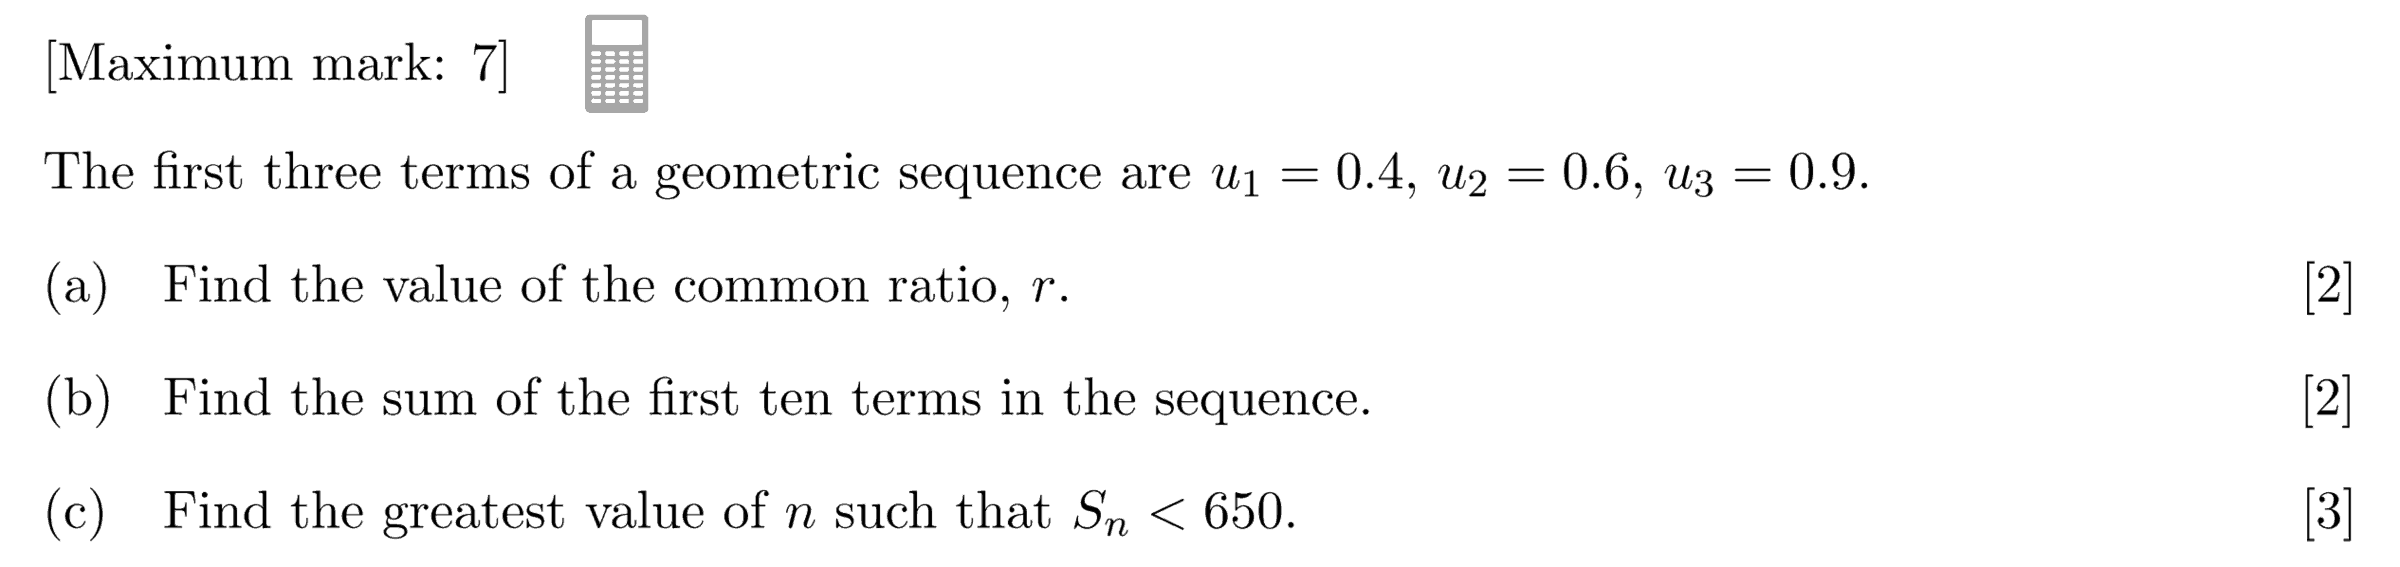 [Maximum mark: 7]
The first three terms of a geometric sequence are u₁ = 0.4, u₂ = 0.6, u₃ = 0.9.
(a) Find the value of the common ratio, r. [2]
(b) Find the sum of the first ten terms in the sequence. [2]
(c) Find the greatest value of n such that Sₙ < 650. [3]